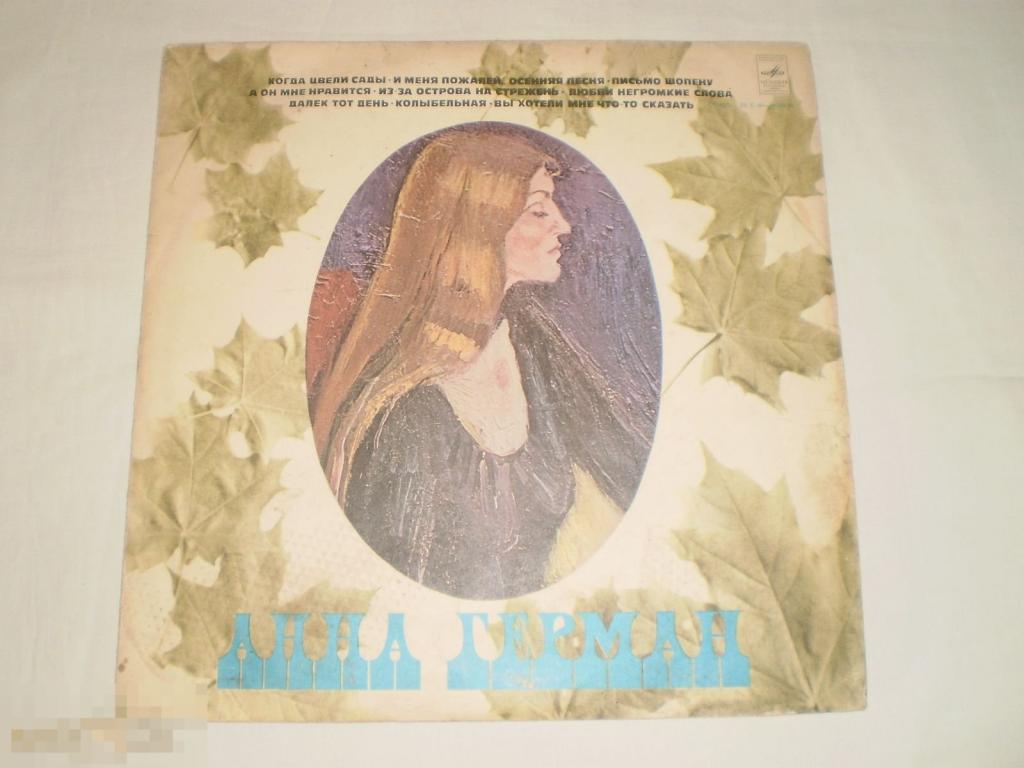 КОГДА ЦВЕЛИ САДЫ · И МЕНЯ ПОЖАЛЕЙ, ОСЕННЯЯ ПЕСНЯ · ПИСЬМО ШОПЕНУ
А ОН МНЕ НРАВИТСЯ · ИЗ-ЗА ОСТРОВА НА СТРЕЖЕНЬ · ЛЮБВИ НЕГРОМКИЕ СЛОВА
ДАЛЕК ТОТ ДЕНЬ · КОЛЫБЕЛЬНАЯ · ВЫ ХОТЕЛИ МНЕ ЧТО-ТО СКАЗАТЬ
АННА ГЕРМАН